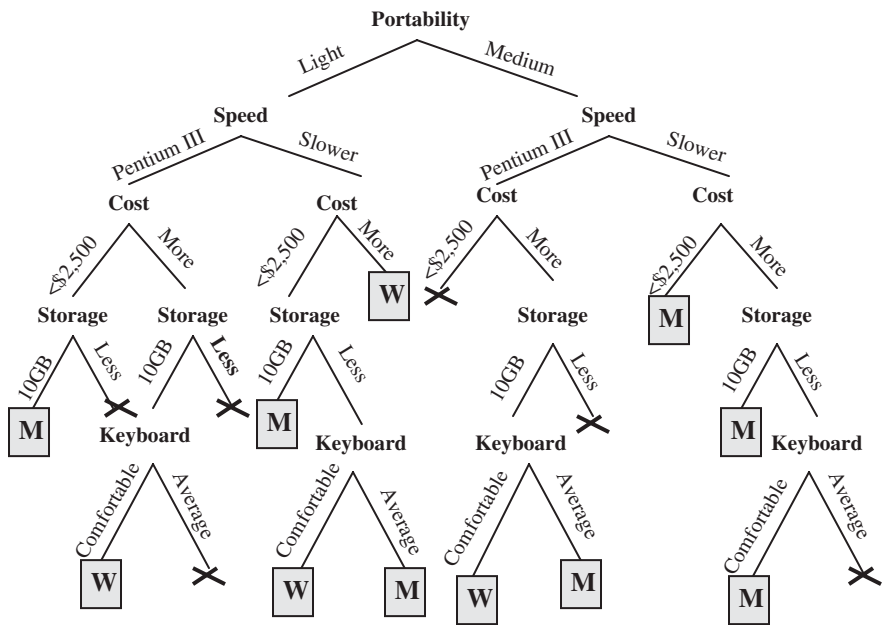 Portability
Light Medium
Speed Speed
Pentium III Slower Pentium III Slower
Cost Cost Cost Cost
<$2,500 More <$2,500 More <$2,500 More <$2,500 More
W M
Storage Storage Storage Storage Storage
10GB Less 10GB Less 10GB Less 10GB Less 10GB Less
M M M
Keyboard Keyboard Keyboard Keyboard
Comfortable Average Comfortable Average Comfortable Average Comfortable Average
W W M W M M